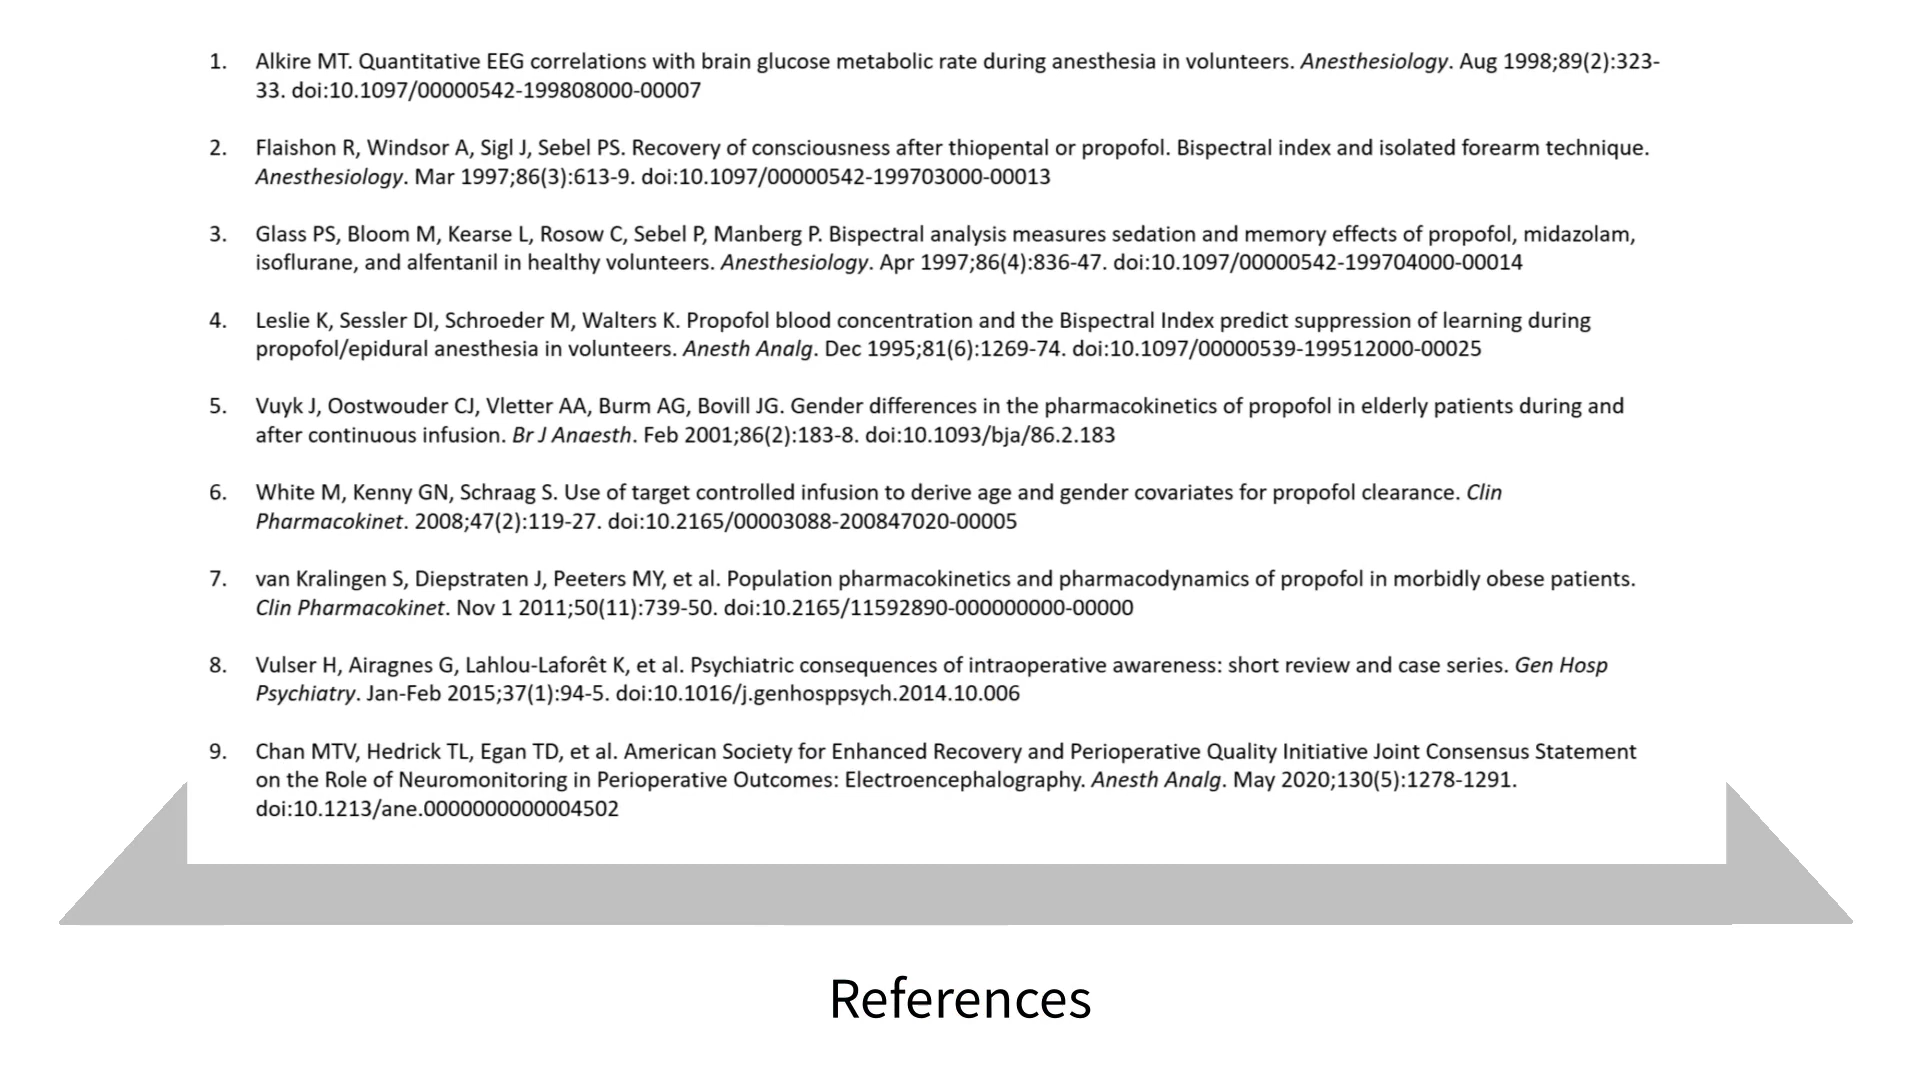 1. Alkire MT. Quantitative EEG correlations with brain glucose metabolic rate during anesthesia in volunteers. Anesthesiology. Aug 1998;89(2):323-
33. doi:10.1097/00000542-199808000-00007
2. Flaishon R, Windsor A, Sigl J, Sebel PS. Recovery of consciousness after thiopental or propofol. Bispectral index and isolated forearm technique.
Anesthesiology. Mar 1997;86(3):613-9. doi:10.1097/00000542-199703000-00013
3. Glass PS, Bloom M, Kearse L, Rosow C, Sebel P, Manberg P. Bispectral analysis measures sedation and memory effects of propofol, midazolam,
isoflurane, and alfentanil in healthy volunteers. Anesthesiology. Apr 1997;86(4):836-47. doi:10.1097/00000542-199704000-00014
4. Leslie K, Sessler DI, Schroeder M, Walters K. Propofol blood concentration and the Bispectral Index predict suppression of learning during
propofol/epidural anesthesia in volunteers. Anesth Analg. Dec 1995;81(6):1269-74. doi:10.1097/00000539-199512000-00025
5. Vuyk J, Oostwouder CJ, Vletter AA, Burm AG, Bovill JG. Gender differences in the pharmacokinetics of propofol in elderly patients during and
after continuous infusion. Br J Anaesth. Feb 2001;86(2):183-8. doi:10.1093/bja/86.2.183
6. White M, Kenny GN, Schraag S. Use of target controlled infusion to derive age and gender covariates for propofol clearance. Clin
Pharmacokinet. 2008;47(2):119-27. doi:10.2165/00003088-200847020-00005
7. van Kralingen S, Diepstraten J, Peeters MY, et al. Population pharmacokinetics and pharmacodynamics of propofol in morbidly obese patients.
Clin Pharmacokinet. Nov 1 2011;50(11):739-50. doi:10.2165/11592890-000000000-00000
8. Vulser H, Airagnes G, Lahlou-Laforêt K, et al. Psychiatric consequences of intraoperative awareness: short review and case series. Gen Hosp
Psychiatry. Jan-Feb 2015;37(1):94-5. doi:10.1016/j.genhosppsych.2014.10.006
9. Chan MTV, Hedrick TL, Egan TD, et al. American Society for Enhanced Recovery and Perioperative Quality Initiative Joint Consensus Statement
on the Role of Neuromonitoring in Perioperative Outcomes: Electroencephalography. Anesth Analg. May 2020;130(5):1278-1291.
doi:10.1213/ane.0000000000004502
References